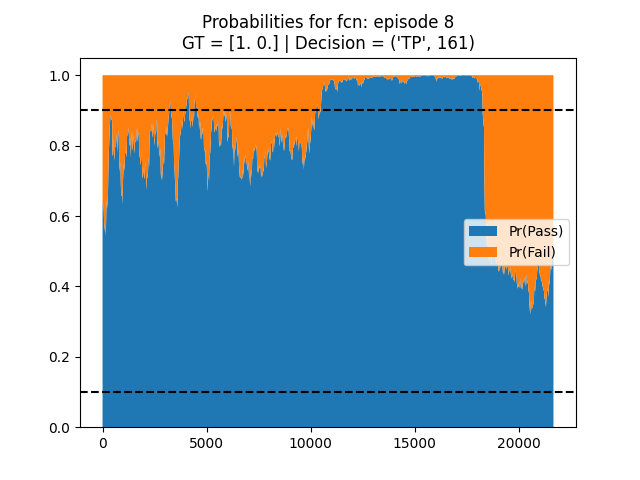 Probabilities for fcn: episode 8
GT = [1. 0.] | Decision = ('TP', 161)
1.0
0.8
0.6
0.4
0.2
0.0
Pr(Pass)
Pr(Fail)
0 5000 10000 15000 20000